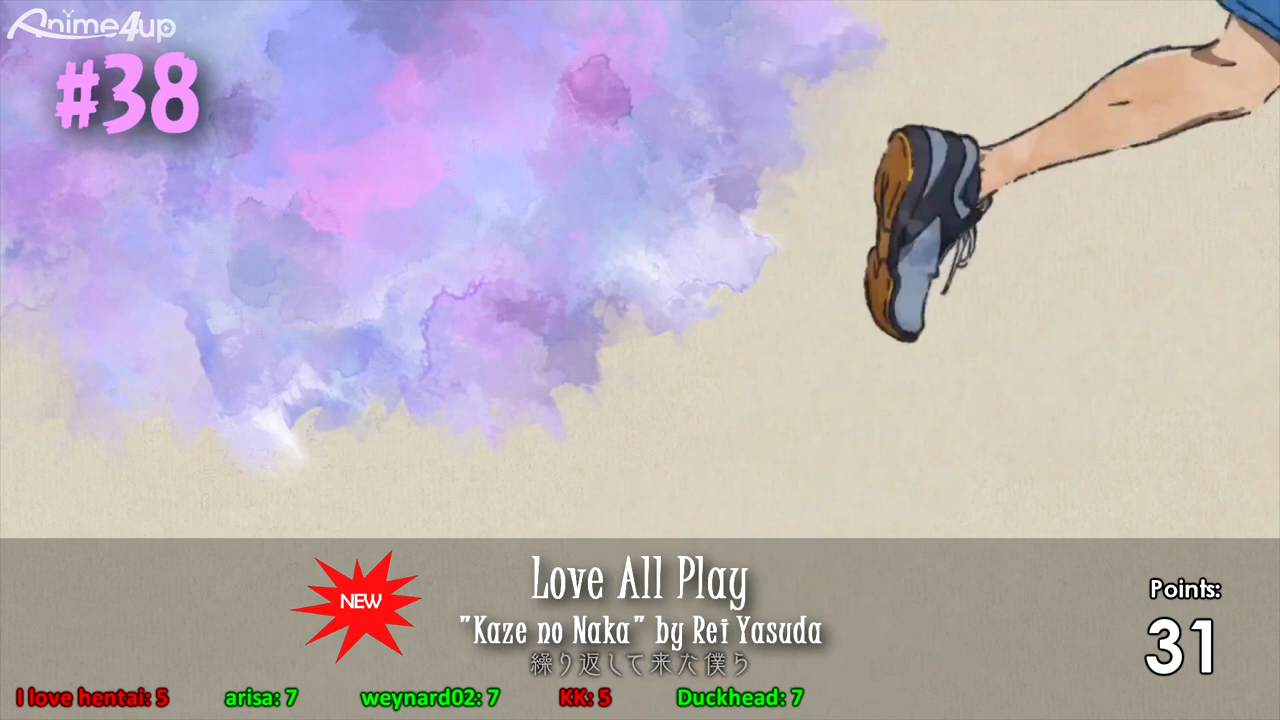 Anime4up
#38
NEW
Love All Play
"Kaze no Naka" by Rei Yasuda
繰り返して来た僕ら
Points:
31
I love hentai: 5 arisa: 7 weynard02: 7 KK: 5 Duckhead: 7